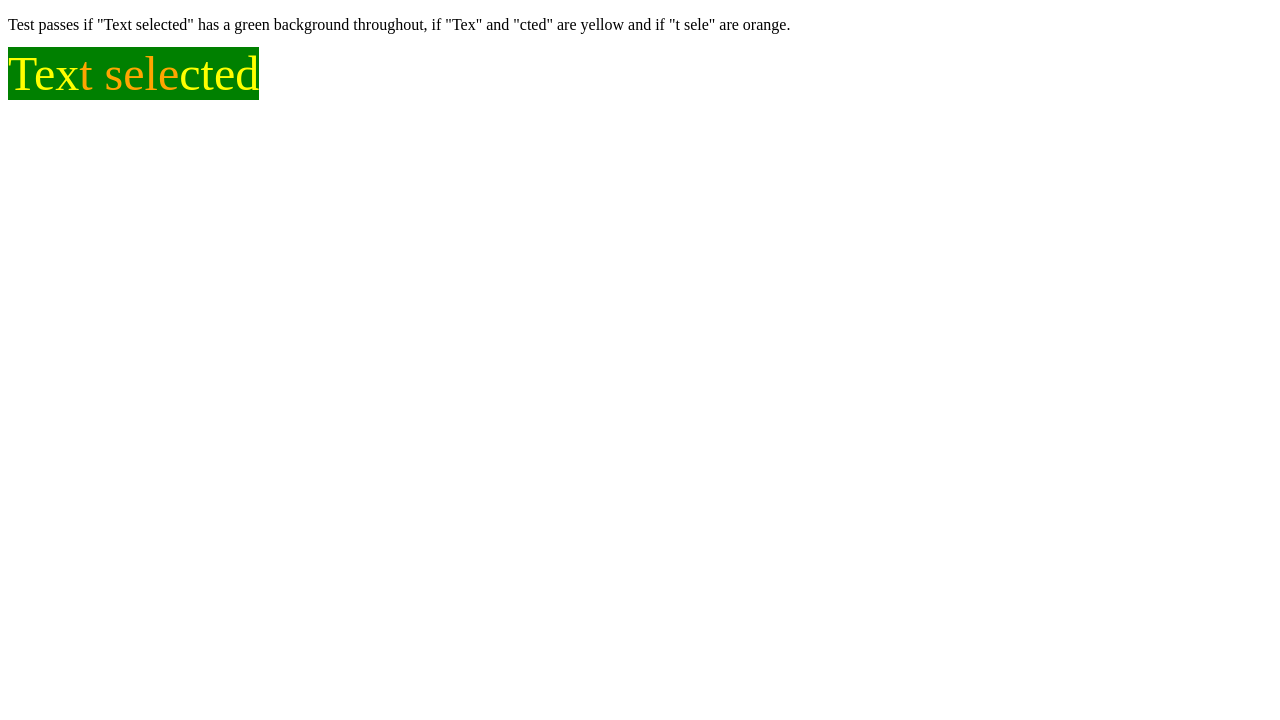 Test passes if "Text selected" has a green background throughout, if "Tex" and "cted" are yellow and if "t sele" are orange.
Text selected